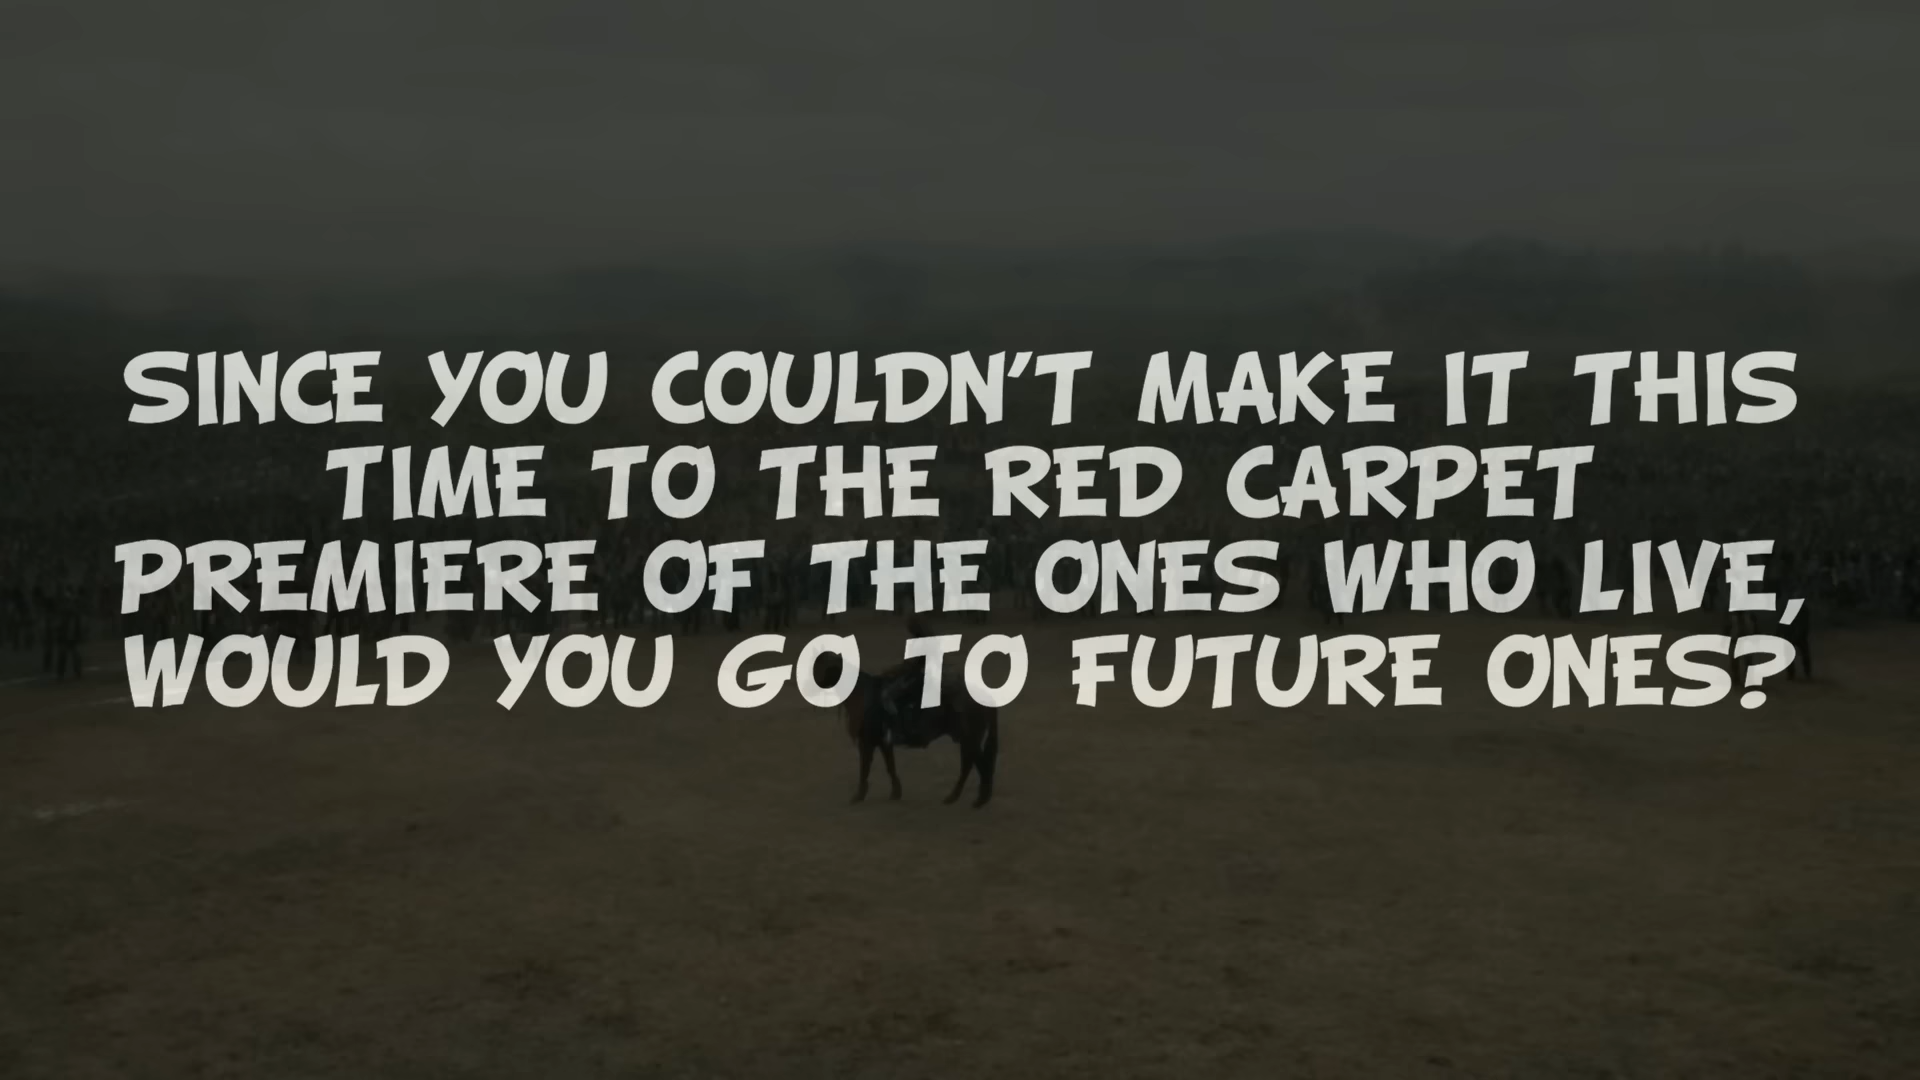 SINCE YOU COULDN'T MAKE IT THIS
TIME TO THE RED CARPET
PREMIERE OF THE ONES WHO LIVE,
WOULD YOU GO TO FUTURE ONES?